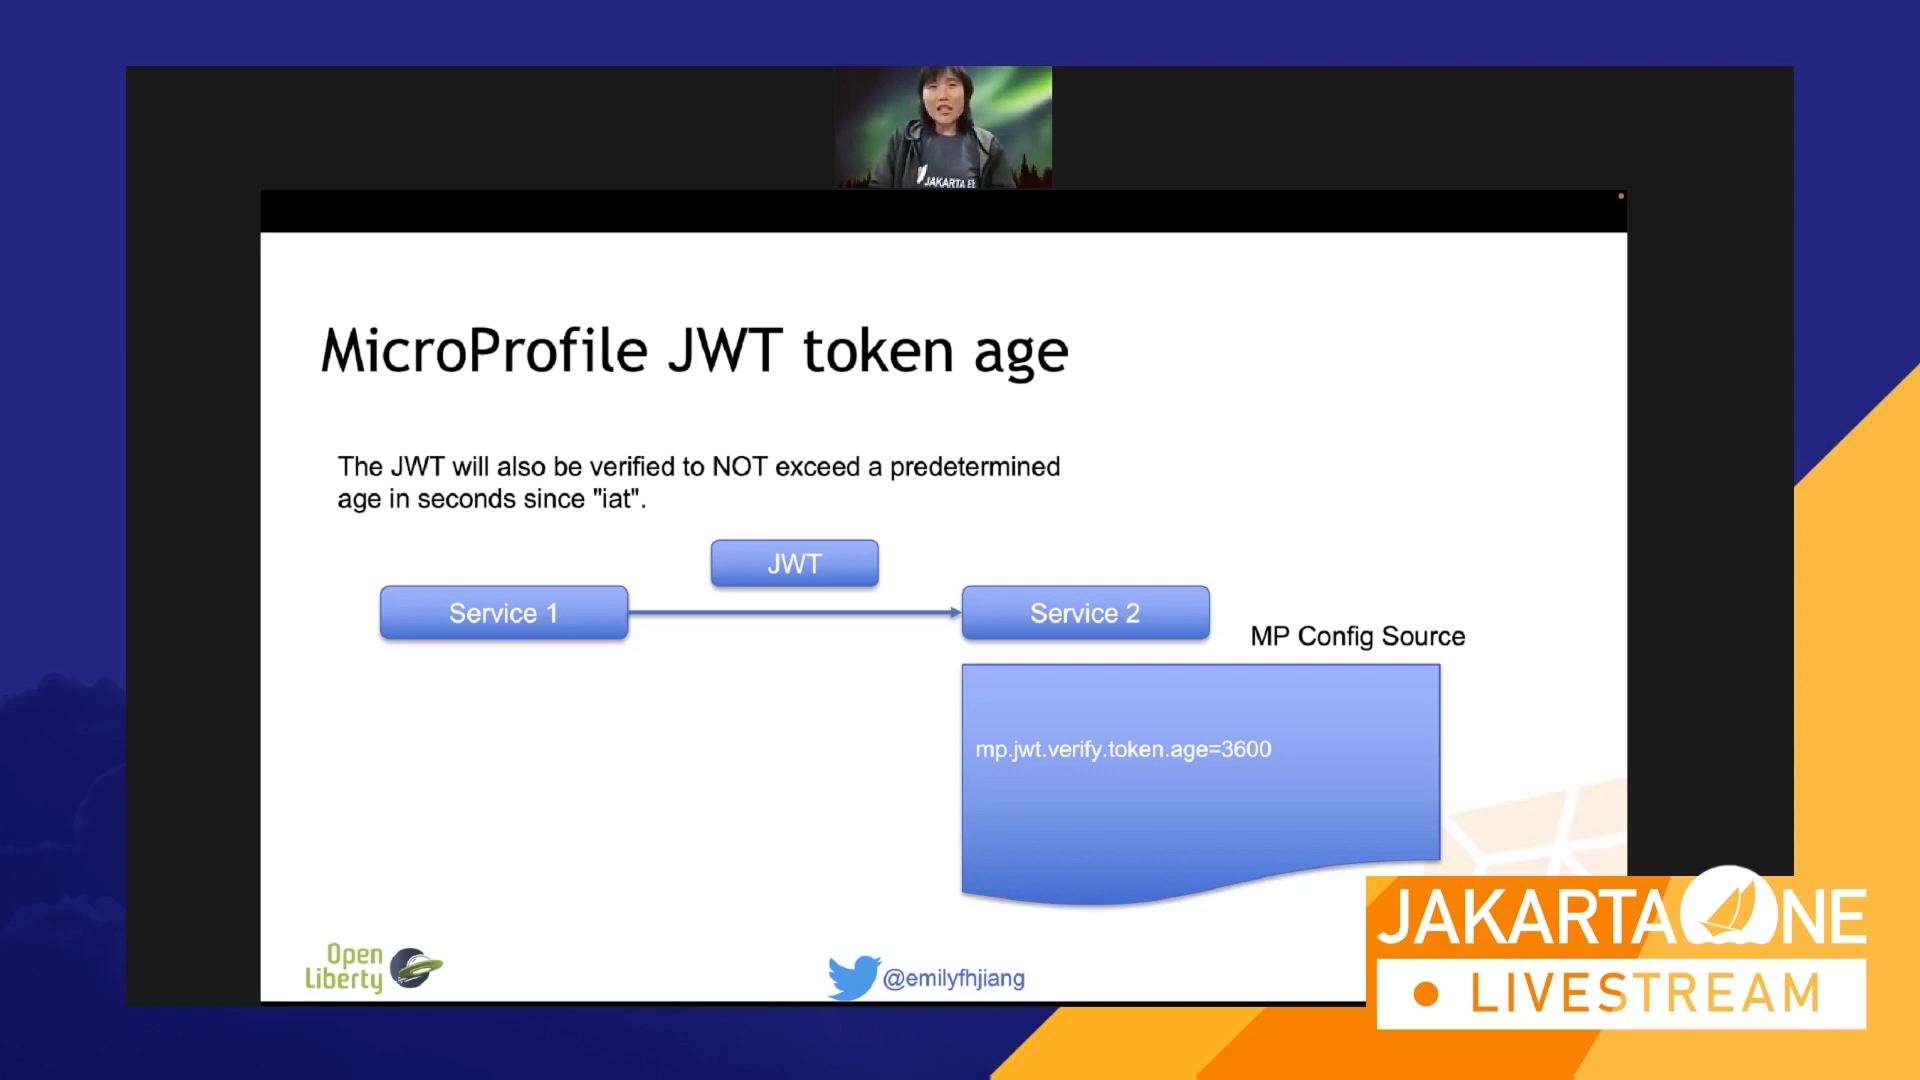 JAKARTA EE
MicroProfile JWT token age
The JWT will also be verified to NOT exceed a predetermined
age in seconds since "iat".
JWT
Service 1
Service 2
MP Config Source
mp.jwt.verify.token.age=3600
Open
Liberty
@emilyfhjiang
JAKARTAONE
LIVESTREAM